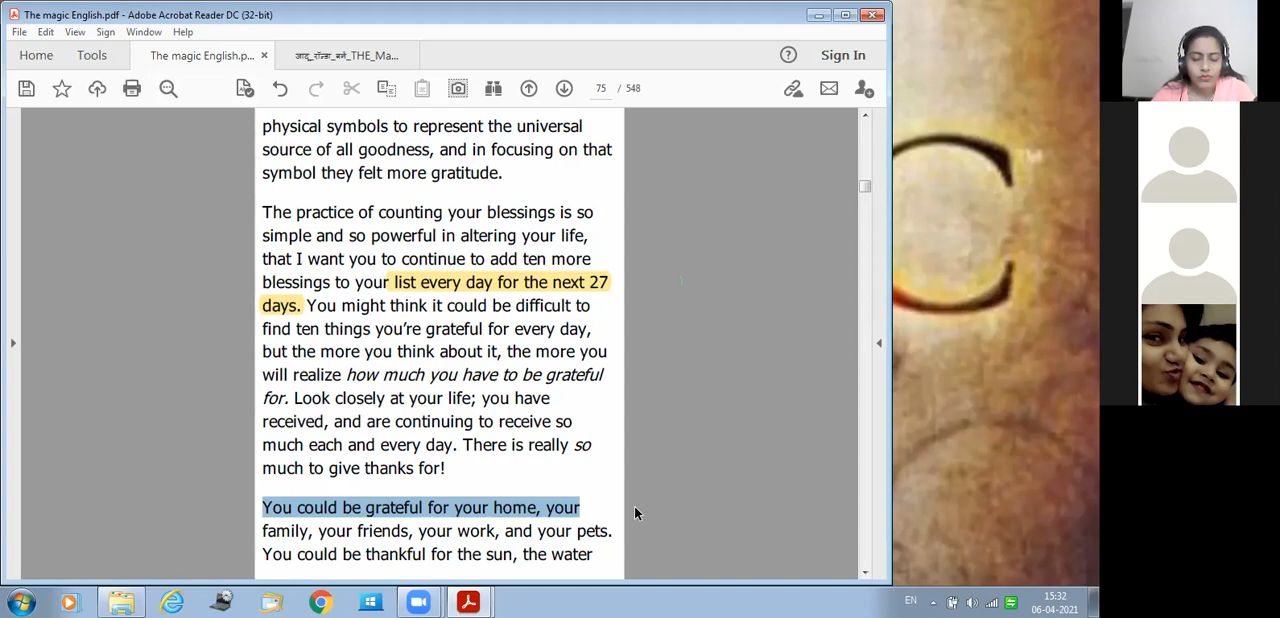 The magic English.pdf - Adobe Acrobat Reader DC (32-bit)
File Edit View Sign Window Help
Home Tools The magic English.p... × जादू_रॉन्डा_बर्न_THE_Ma... ? Sign In
75 / 548
physical symbols to represent the universal
source of all goodness, and in focusing on that
symbol they felt more gratitude.
The practice of counting your blessings is so
simple and so powerful in altering your life,
that I want you to continue to add ten more
blessings to your list every day for the next 27
days. You might think it could be difficult to
find ten things you’re grateful for every day,
but the more you think about it, the more you
will realize how much you have to be grateful
for. Look closely at your life; you have
received, and are continuing to receive so
much each and every day. There is really so
much to give thanks for!
You could be grateful for your home, your
family, your friends, your work, and your pets.
You could be thankful for the sun, the water
C
EN
15:32
06-04-2021